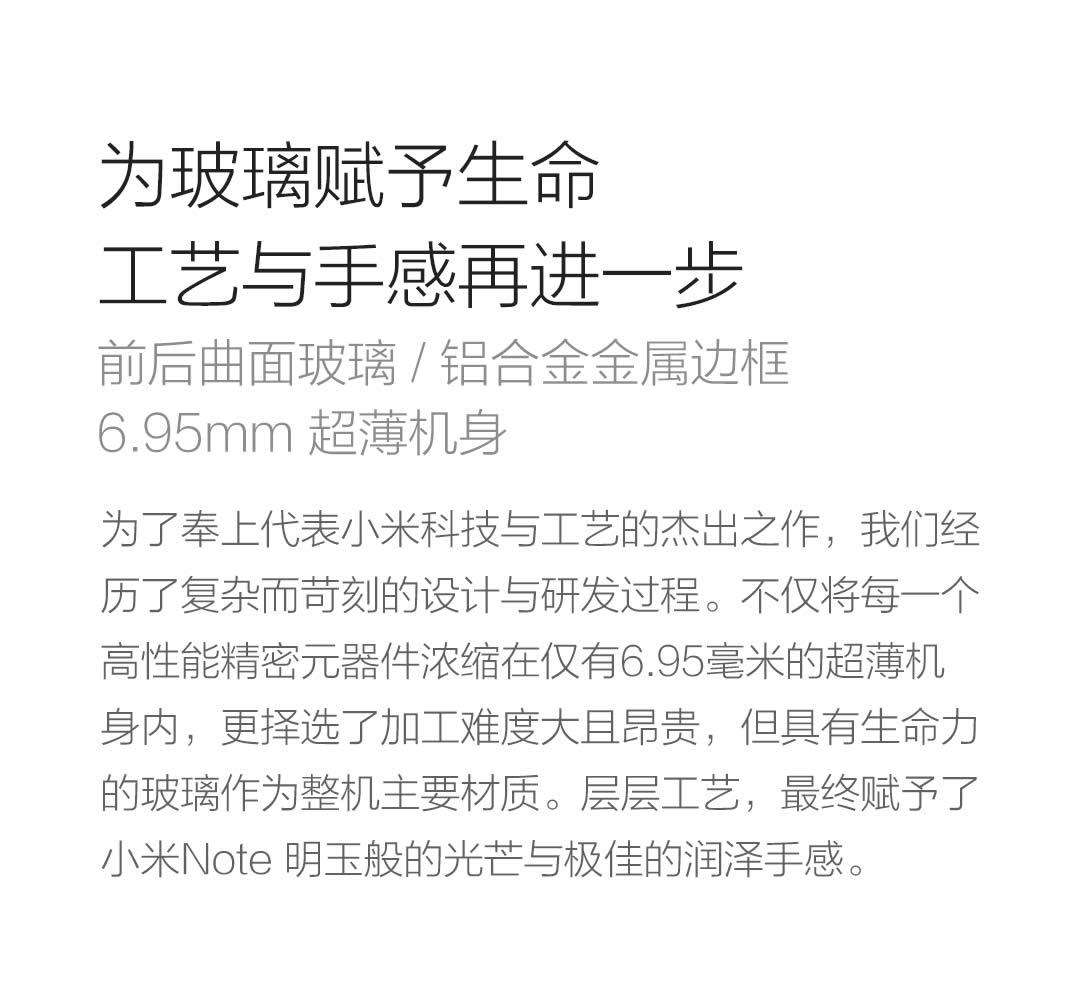 为玻璃赋予生命
工艺与手感再进一步
前后曲面玻璃 / 铝合金金属边框
6.95mm 超薄机身
为了奉上代表小米科技与工艺的杰出之作，我们经
历了复杂而苛刻的设计与研发过程。不仅将每一个
高性能精密元器件浓缩在仅有6.95毫米的超薄机
身内，更择选了加工难度大且昂贵，但具有生命力
的玻璃作为整机主要材质。层层工艺，最终赋予了
小米Note 明玉般的光芒与极佳的润泽手感。